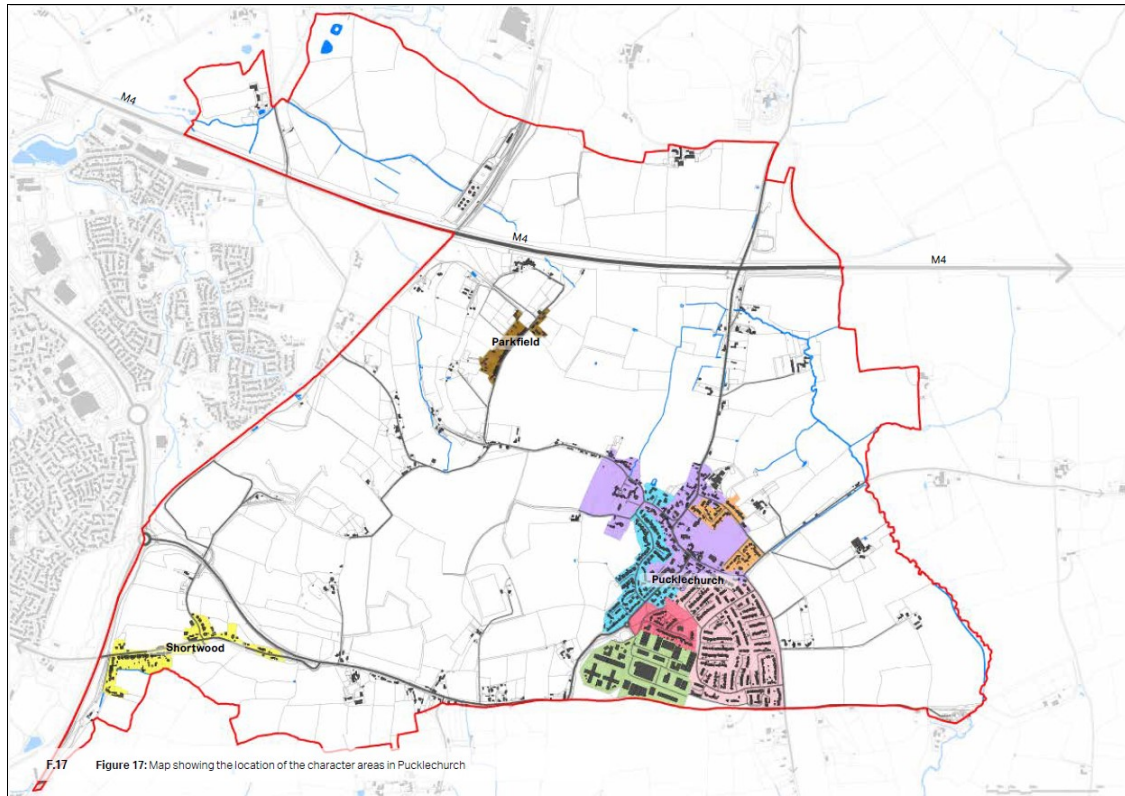 M4
M4
M4
Parkfield
Pucklechurch
Shortwood
F.17 Figure 17: Map showing the location of the character areas in Pucklechurch